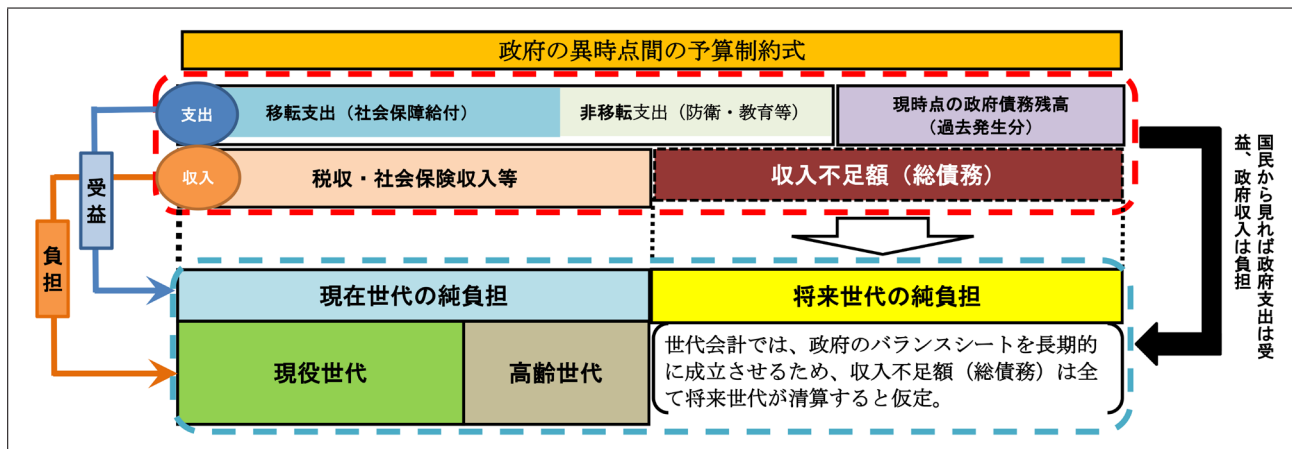 政府の異時点間の予算制約式
支出
移転支出（社会保障給付）
非移転支出（防衛・教育等）
現時点の政府債務残高
（過去発生分）
収入
税収・社会保険収入等
収入不足額（総債務）
受益
負担
国民から見れば政府支出は受
益、政府収入は負担
現在世代の純負担
将来世代の純負担
現役世代
高齢世代
世代会計では、政府のバランスシートを長期的
に成立させるため、収入不足額（総債務）は全
て将来世代が清算すると仮定。